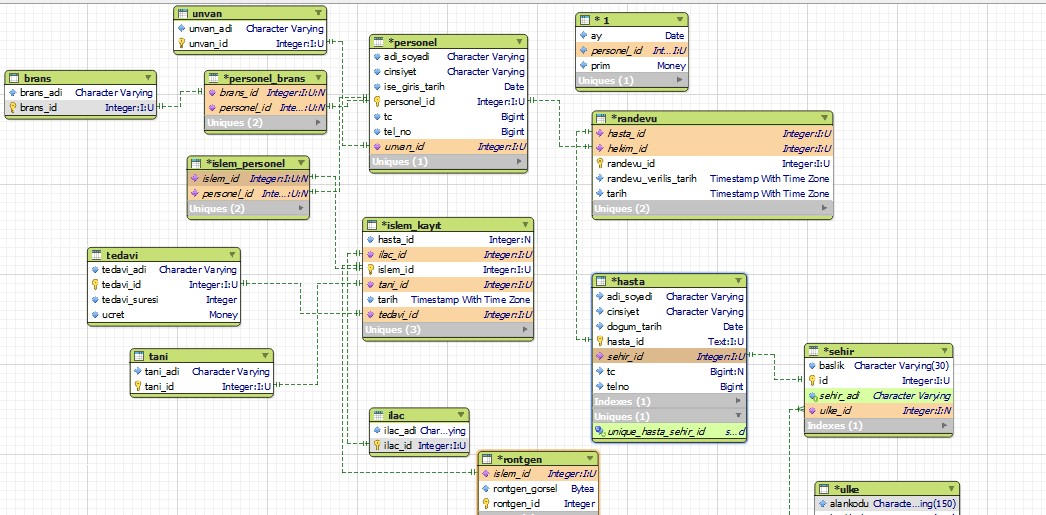 unvan
unvan_adi Character Varying
unvan_id Integer:I:U
brans
brans_adi Character Varying
brans_id Integer:I:U
*personel_brans
brans_id Integer:I:U:N
personel_id Inte...:U:N
Uniques (2)
*personel
adi_soyadi Character Varying
cinsiyet Character Varying
ise_giris_tarih Date
personel_id Integer:I:U
tc Bigint
tel_no Bigint
unvan_id Integer:I:U
Uniques (1)
* 1
ay Date
personel_id Int...I:U
prim Money
Uniques (1)
*randevu
hasta_id Integer:I:U
hekim_id Integer:I:U
randevu_id Integer:I:U
randevu_verilis_tarih Timestamp With Time Zone
tarih Timestamp With Time Zone
Uniques (2)
*islem_personel
islem_id Integer:I:U:N
personel_id Inte...:U:N
Uniques (2)
*islem_kayıt
hasta_id Integer:N
ilac_id Integer:I:U
islem_id Integer:I:U
tani_id Integer:I:U
tarih Timestamp With Time Zone
tedavi_id Integer:I:U
Uniques (3)
tedavi
tedavi_adi Character Varying
tedavi_id Integer:I:U
tedavi_suresi Integer
ucret Money
*hasta
adi_soyadi Character Varying
cinsiyet Character Varying
dogum_tarih Date
hasta_id Text:I:U
sehir_id Integer:I:U
tc Bigint:N
telno Bigint
Indexes (1)
Uniques (1)
unique_hasta_sehir_id s...d
tani
tani_adi Character Varying
tani_id Integer:I:U
*sehir
baslik Character Varying(30)
id Integer:I:U
sehir_adi Character Varying
ulke_id Integer:I:N
Indexes (1)
ilac
ilac_adi Char...ying
ilac_id Integer:I:U
*rontgen
islem_id Integer:I:U
rontgen_gorsel Bytea
rontgen_id Integer
*ulke
alankodu Characte...ing(150)